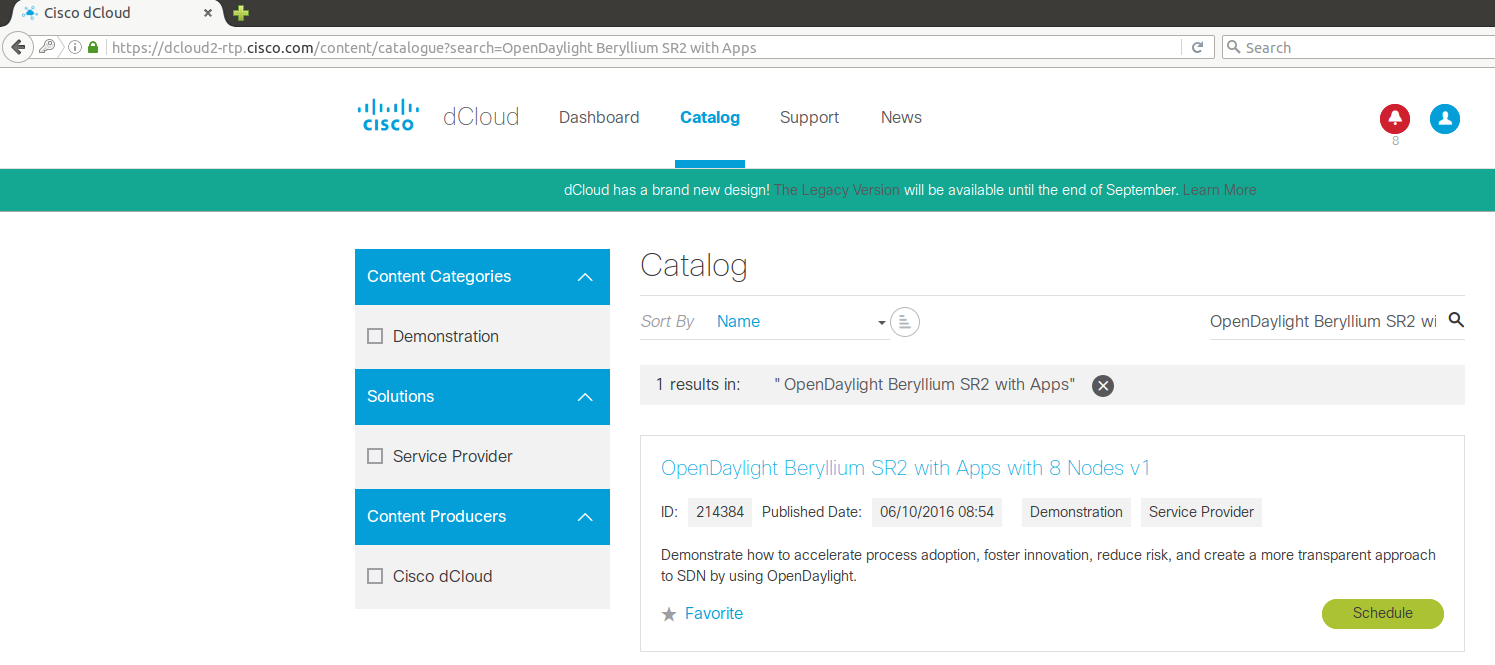 Cisco dCloud
https://dcloud2-rtp.cisco.com/content/catalogue?search=OpenDaylight Beryllium SR2 with Apps
Search
CISCO
dCloud
Dashboard
Catalog
Support
News
8
dCloud has a brand new design! The Legacy Version will be available until the end of September. Learn More
Content Categories
Demonstration
Solutions
Service Provider
Content Producers
Cisco dCloud
Catalog
Sort By Name
OpenDaylight Beryllium SR2 wi
1 results in: " OpenDaylight Beryllium SR2 with Apps"
OpenDaylight Beryllium SR2 with Apps with 8 Nodes v1
ID: 214384 Published Date: 06/10/2016 08:54 Demonstration Service Provider
Demonstrate how to accelerate process adoption, foster innovation, reduce risk, and create a more transparent approach
to SDN by using OpenDaylight.
Favorite
Schedule